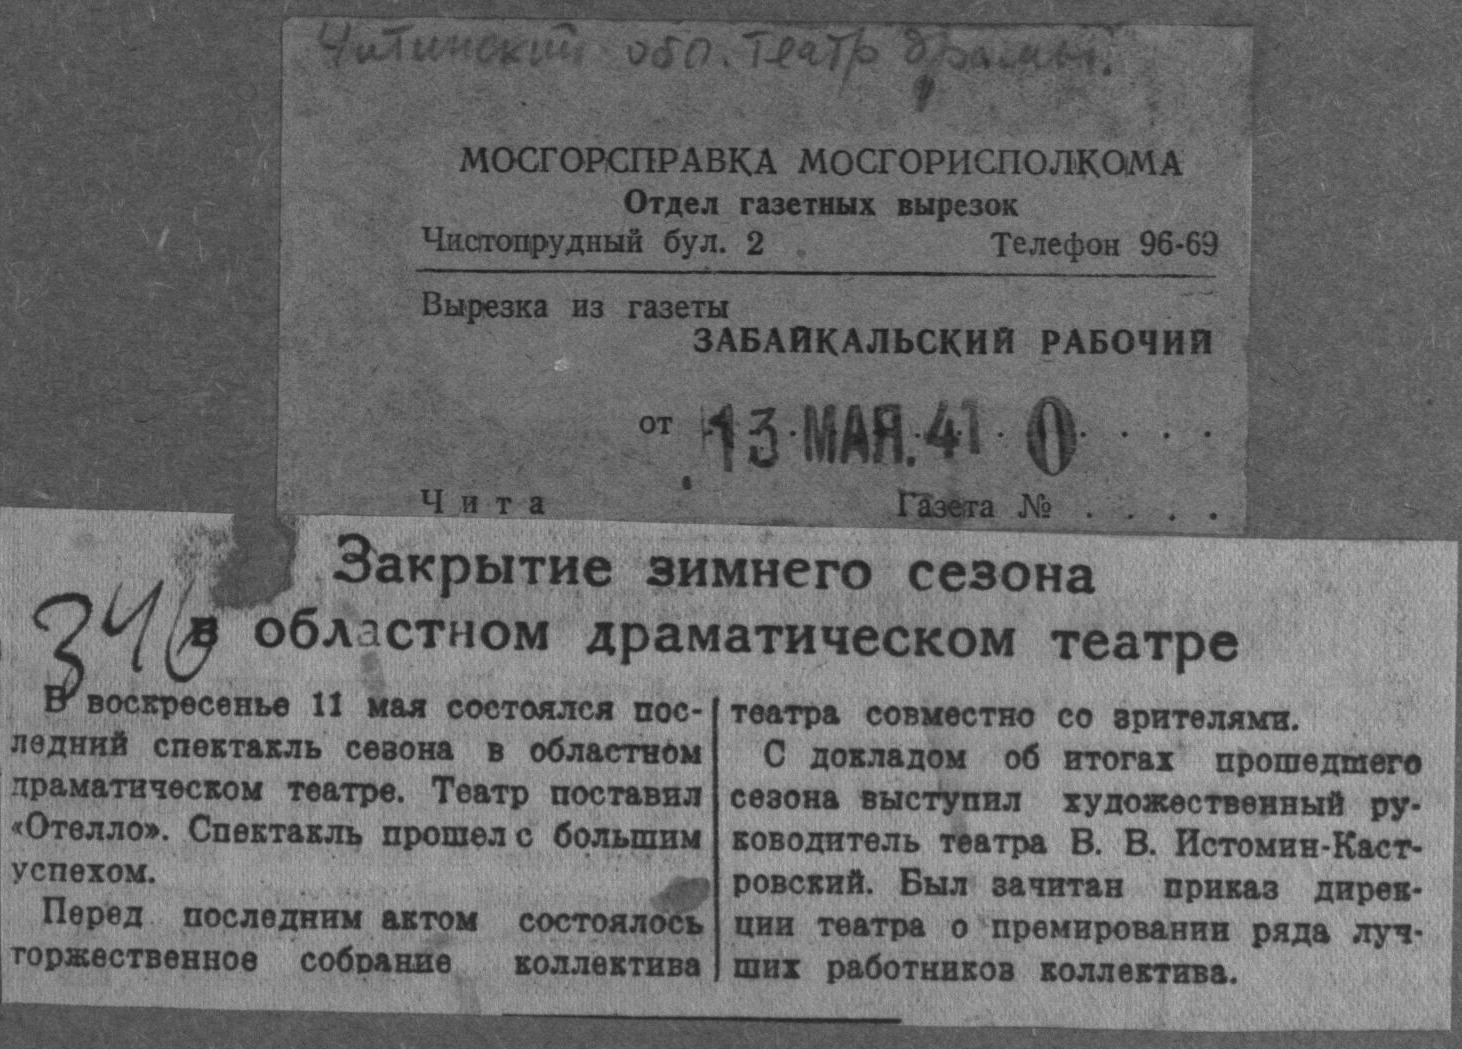 Читинский обл. театр драмы.
МОСГОРСПРАВКА МОСГОРИСПОЛКОМА
Отдел газетных вырезок
Чистопрудный бул. 2 Телефон 96-69
Вырезка из газеты
ЗАБАЙКАЛЬСКИЙ РАБОЧИЙ
от 13 МАЯ. 41 0 . . . .
Чита Газета № . . . .
346
Закрытие зимнего сезона
в областном драматическом театре
В воскресенье 11 мая состоялся пос-
ледний спектакль сезона в областном
драматическом театре. Театр поставил
«Отелло». Спектакль прошел с большим
успехом.
Перед последним актом состоялось
торжественное собрание коллектива
театра совместно со зрителями.
С докладом об итогах прошедшего
сезона выступил художественный ру-
ководитель театра В. В. Истомин-Каст-
ровский. Был зачитан приказ дирек-
ции театра о премировании ряда луч-
ших работников коллектива.